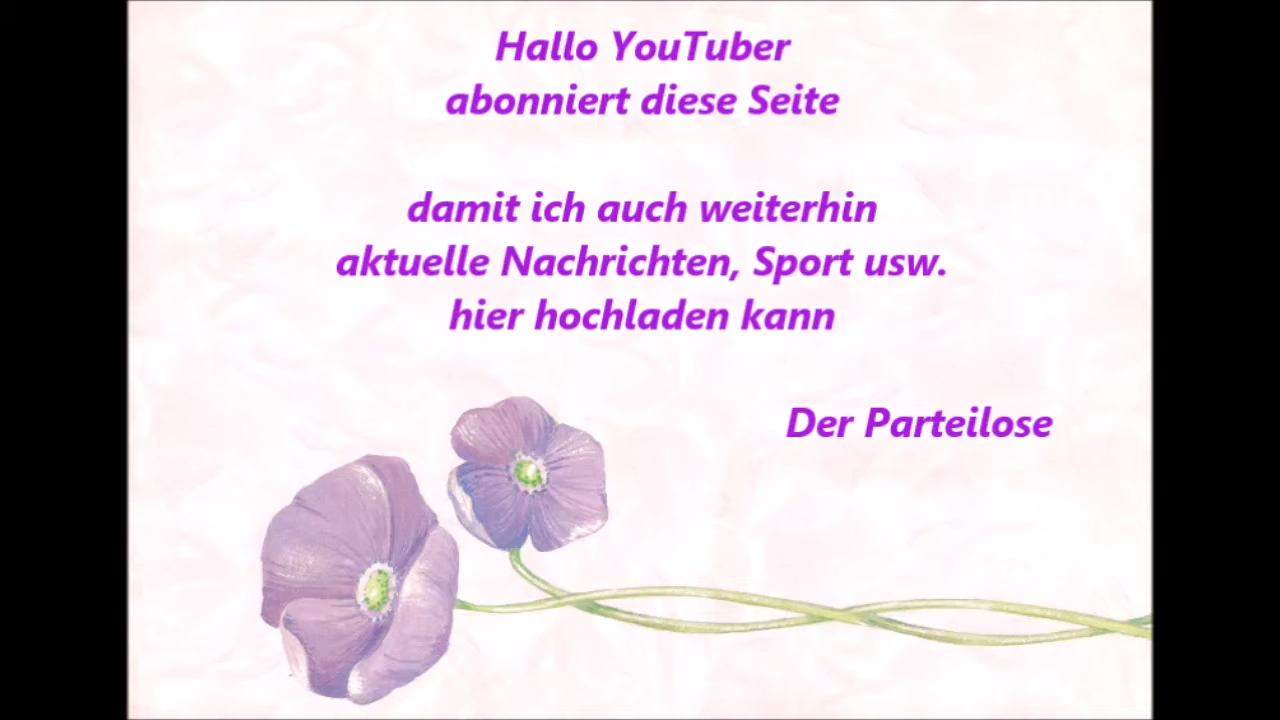 Hallo YouTuber
abonniert diese Seite
damit ich auch weiterhin
aktuelle Nachrichten, Sport usw.
hier hochladen kann
Der Parteilose